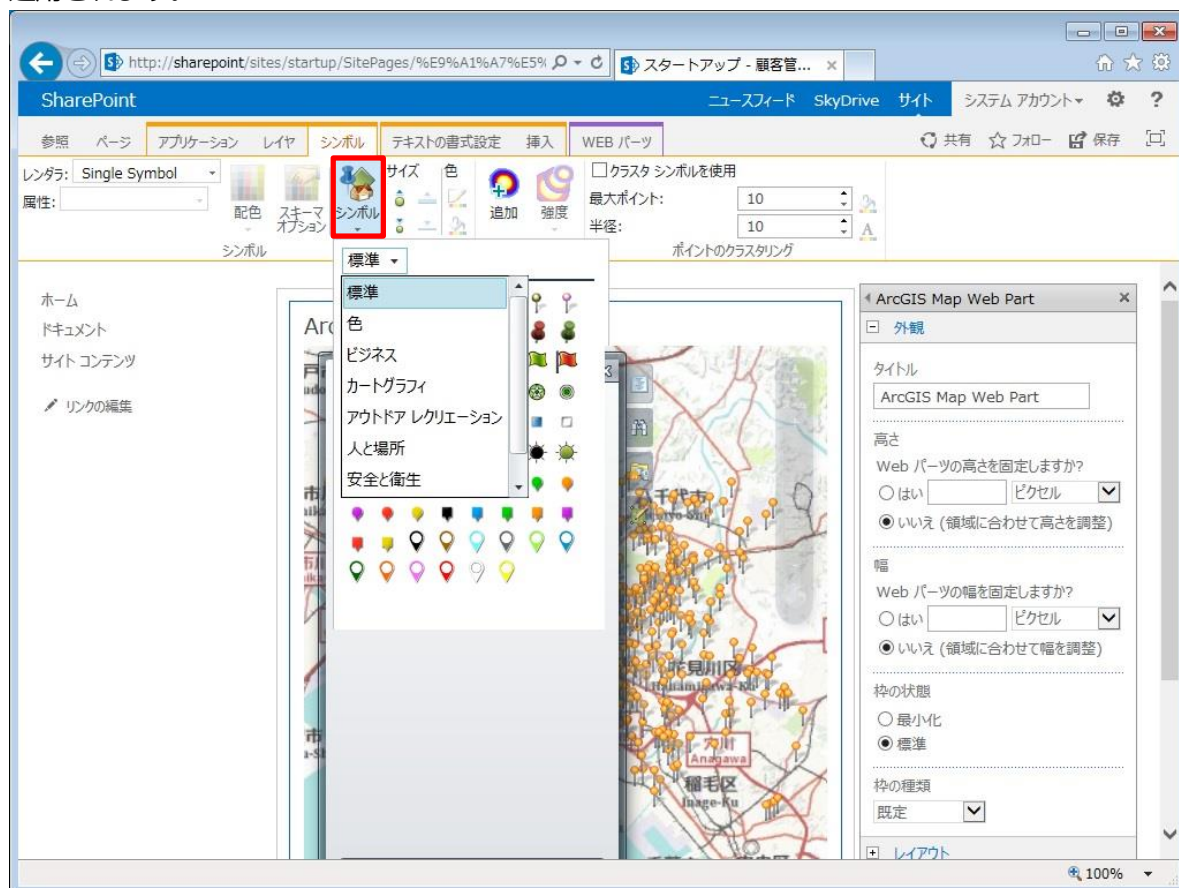 http://sharepoint/sites/startup/SitePages/%E9%A1%A7%E5%
スタートアップ - 顧客管...
SharePoint
ニュースフィード SkyDrive サイト システム アカウント ?
参照 ページ アプリケーション レイヤ シンボル テキストの書式設定 挿入 WEB パーツ
共有 フォロー 保存
レンダラ: Single Symbol
属性:
配色
スキーマ
オプション
シンボル
サイズ 色
追加
強度
クラスタ シンボルを使用
最大ポイント: 10
半径: 10
シンボル
ポイントのクラスタリング
標準
標準
色
ビジネス
カートグラフィ
アウトドア レクリエーション
人と場所
安全と衛生
ホーム
ドキュメント
サイト コンテンツ
リンクの編集
千代市
花見川区
穴川
Anagawa
稲毛区
Inage-Ku
ArcGIS Map Web Part
外観
タイトル
ArcGIS Map Web Part
高さ
Web パーツの高さを固定しますか?
はい ピクセル
いいえ (領域に合わせて高さを調整)
幅
Web パーツの幅を固定しますか?
はい ピクセル
いいえ (領域に合わせて幅を調整)
枠の状態
最小化
標準
枠の種類
既定
レイアウト
100%